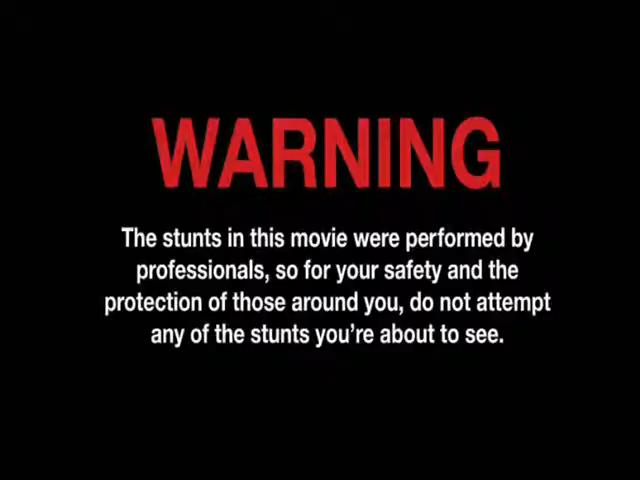 WARNING
The stunts in this movie were performed by
professionals, so for your safety and the
protection of those around you, do not attempt
any of the stunts you’re about to see.